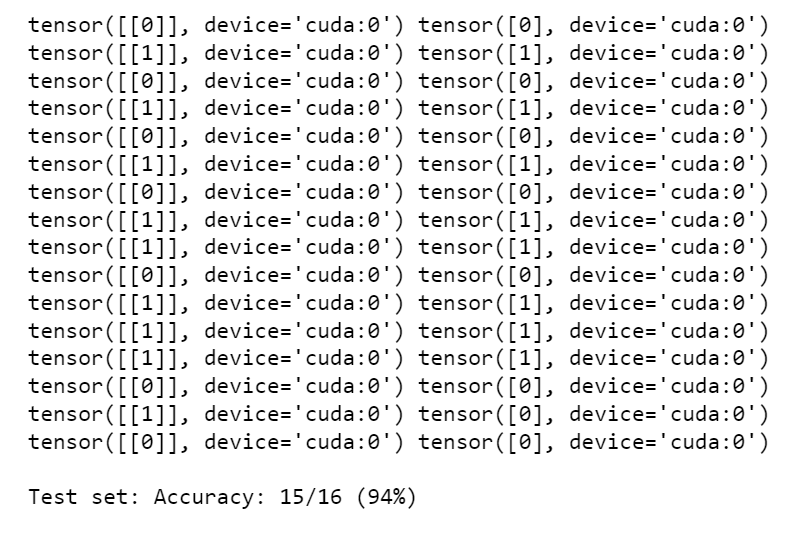 tensor([[0]], device='cuda:0') tensor([0], device='cuda:0')
tensor([[1]], device='cuda:0') tensor([1], device='cuda:0')
tensor([[0]], device='cuda:0') tensor([0], device='cuda:0')
tensor([[1]], device='cuda:0') tensor([1], device='cuda:0')
tensor([[0]], device='cuda:0') tensor([0], device='cuda:0')
tensor([[1]], device='cuda:0') tensor([1], device='cuda:0')
tensor([[0]], device='cuda:0') tensor([0], device='cuda:0')
tensor([[1]], device='cuda:0') tensor([1], device='cuda:0')
tensor([[1]], device='cuda:0') tensor([1], device='cuda:0')
tensor([[0]], device='cuda:0') tensor([0], device='cuda:0')
tensor([[1]], device='cuda:0') tensor([1], device='cuda:0')
tensor([[1]], device='cuda:0') tensor([1], device='cuda:0')
tensor([[1]], device='cuda:0') tensor([1], device='cuda:0')
tensor([[0]], device='cuda:0') tensor([0], device='cuda:0')
tensor([[1]], device='cuda:0') tensor([0], device='cuda:0')
tensor([[0]], device='cuda:0') tensor([0], device='cuda:0')
Test set: Accuracy: 15/16 (94%)